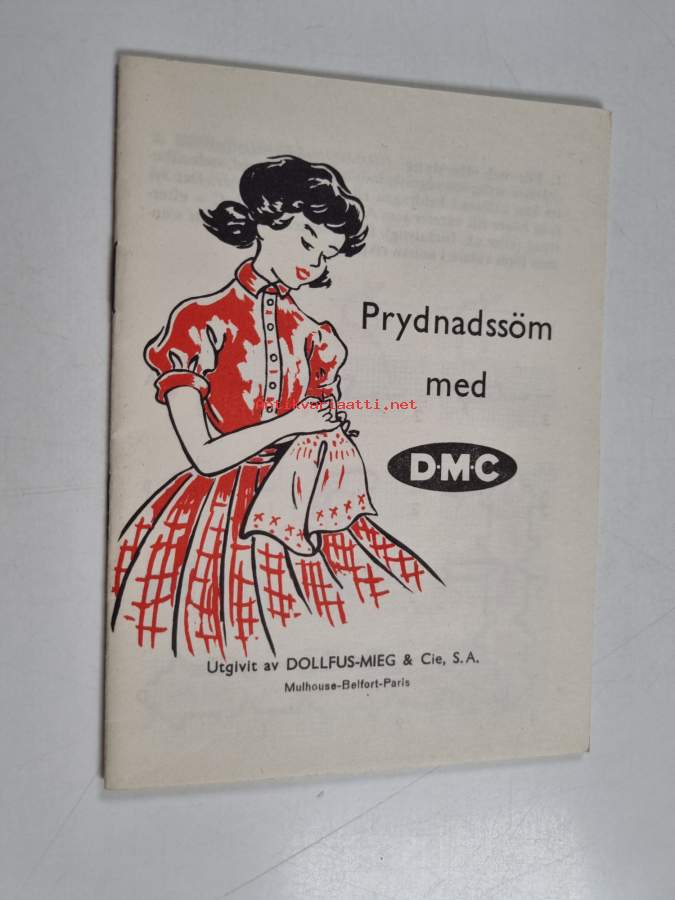 Prydnadssöm
med
D·M·C
Utgivit av DOLLFUS-MIEG & Cie, S.A.
Mulhouse-Belfort-Paris
antikvariaatti.net